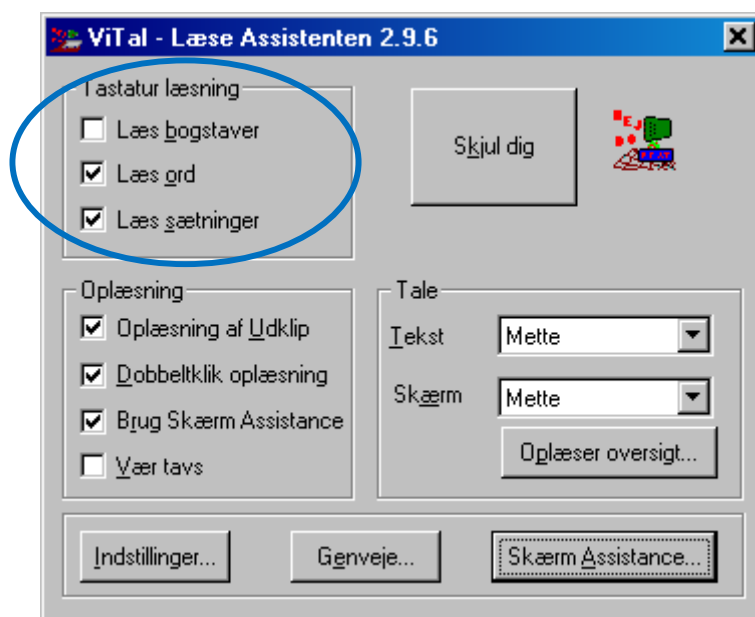 ViTal - Læse Assistenten 2.9.6
Tastatur læsning
Læs bogstaver
Læs ord
Læs sætninger
Skjul dig
Oplæsning
Oplæsning af Udklip
Dobbeltklik oplæsning
Brug Skærm Assistance
Vær tavs
Tale
Tekst Mette
Skærm Mette
Oplæser oversigt...
Indstillinger... Genveje... Skærm Assistance...